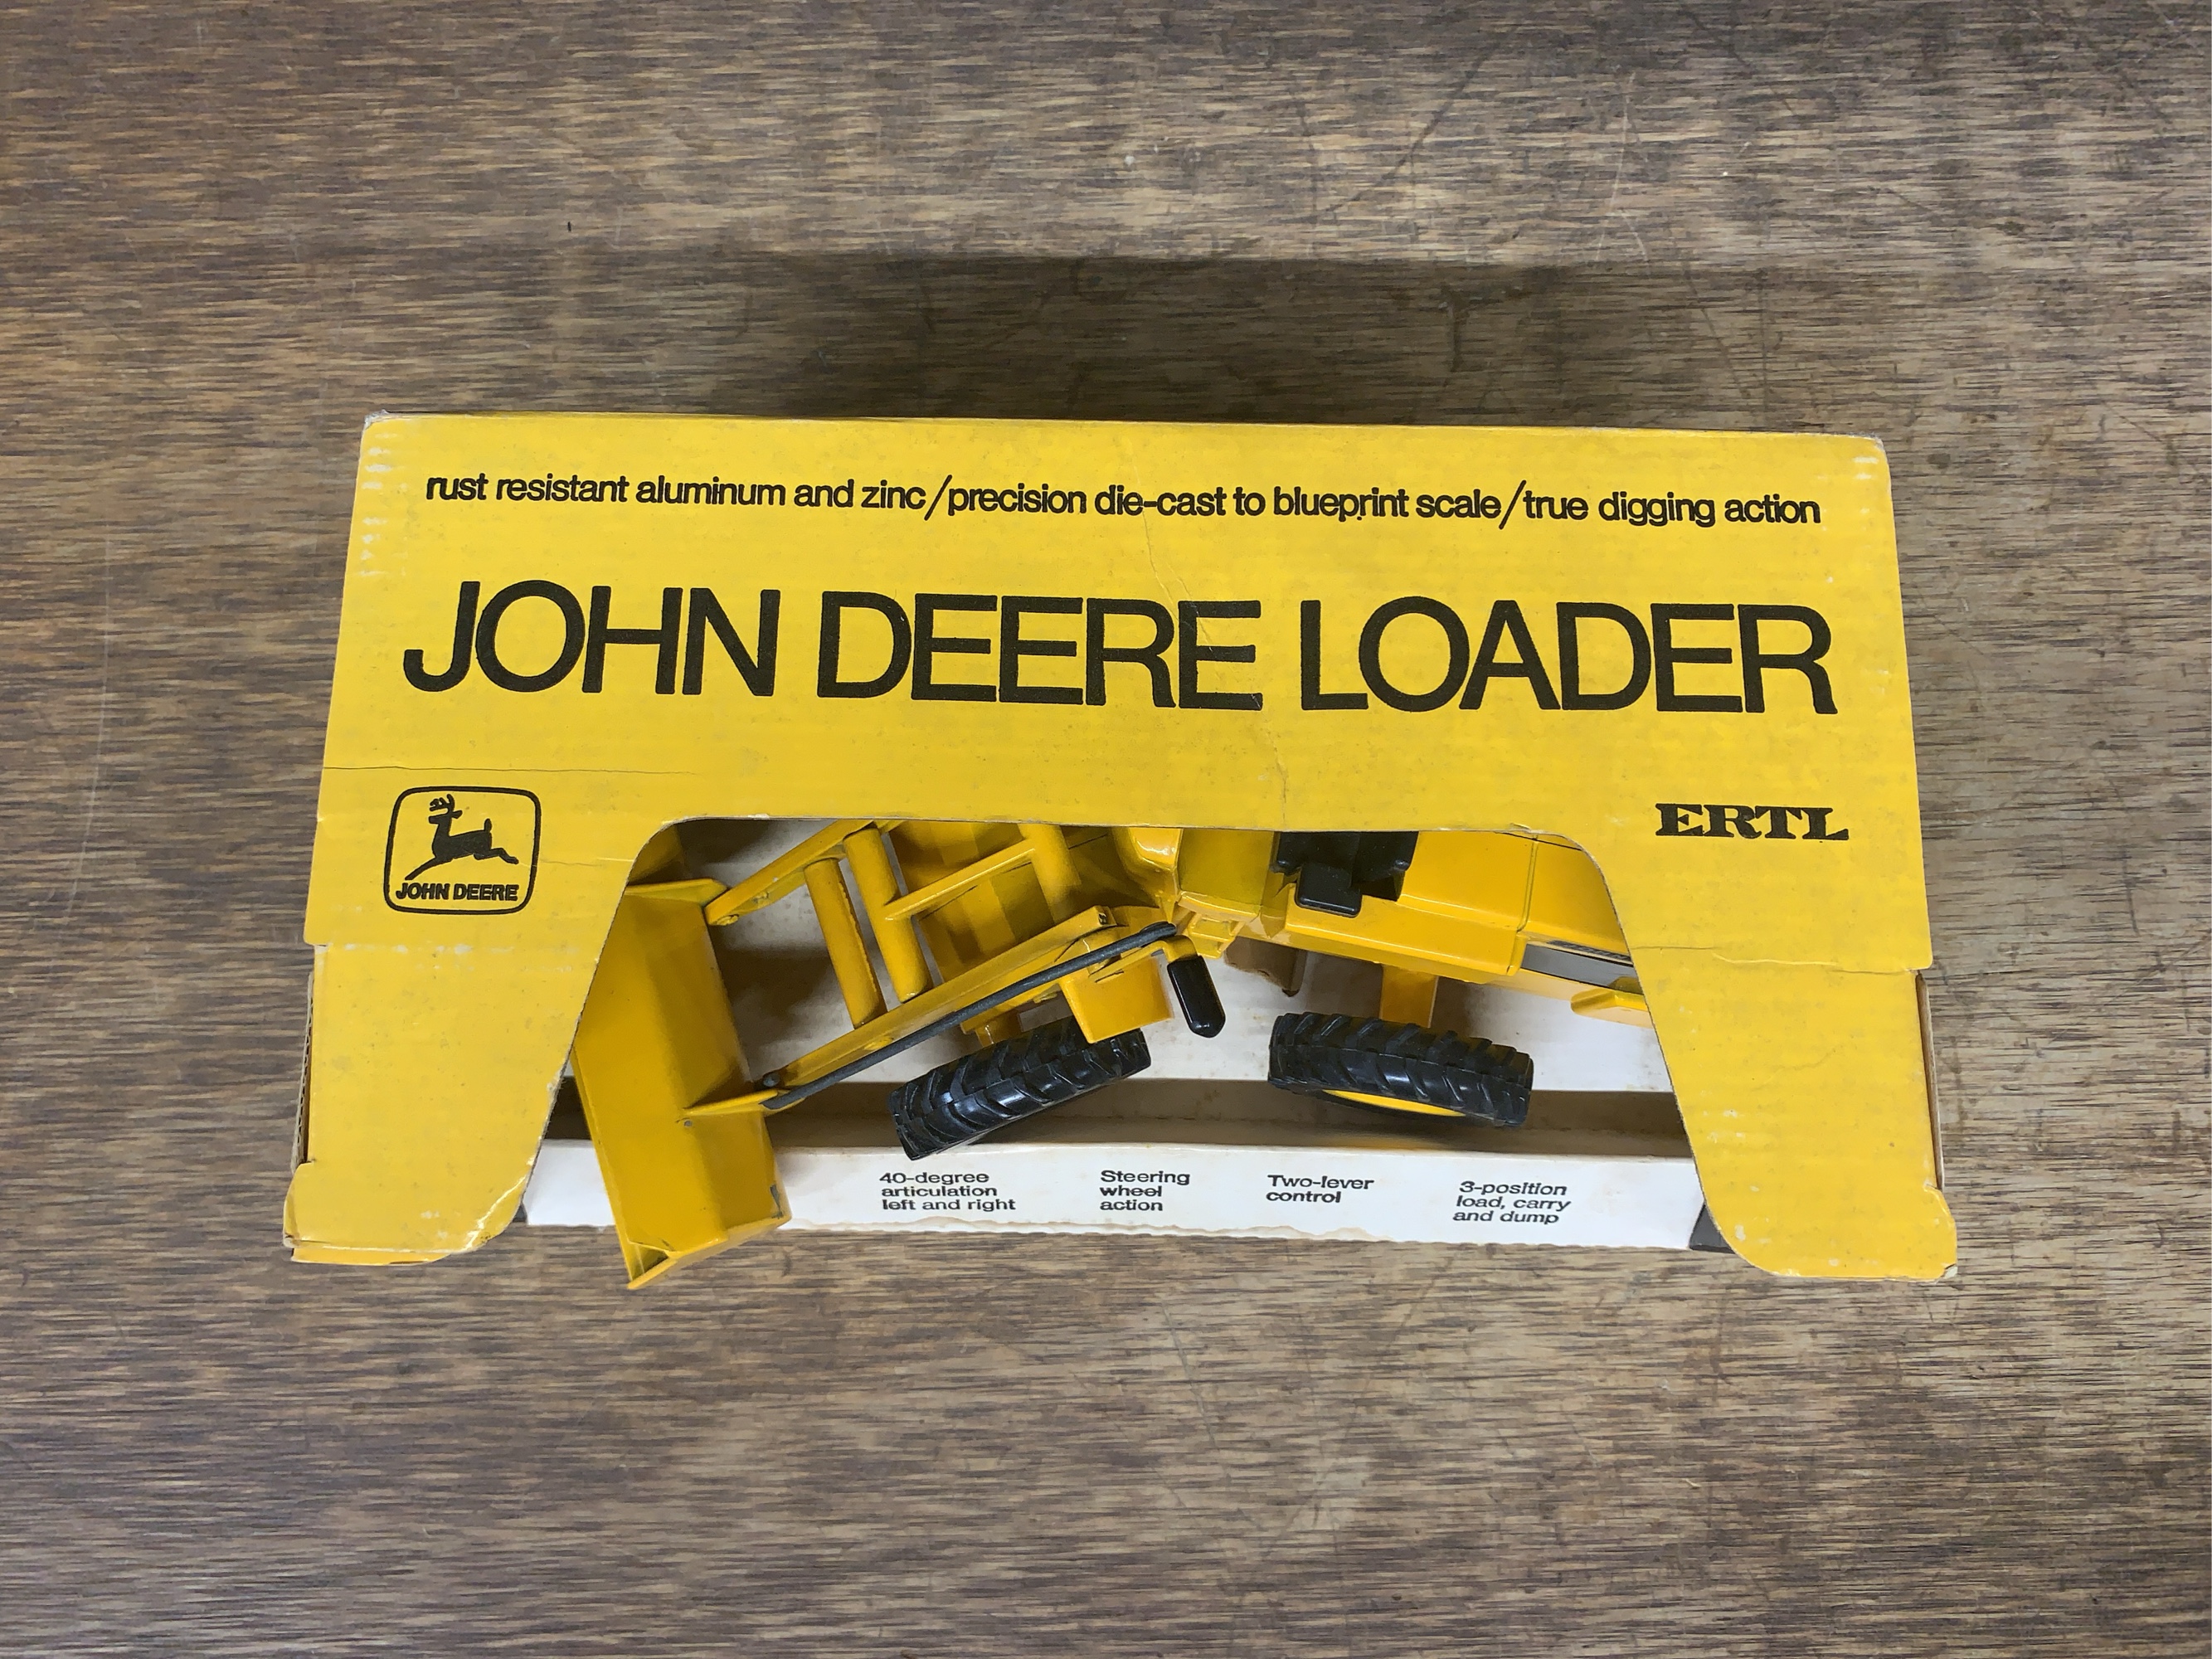 rust resistant aluminum and zinc/precision die-cast to blueprint scale/true digging action
JOHN DEERE LOADER
JOHN DEERE
ERTL
40-degree
articulation
left and right
Steering
wheel
action
Two-lever
control
3-position
load, carry
and dump